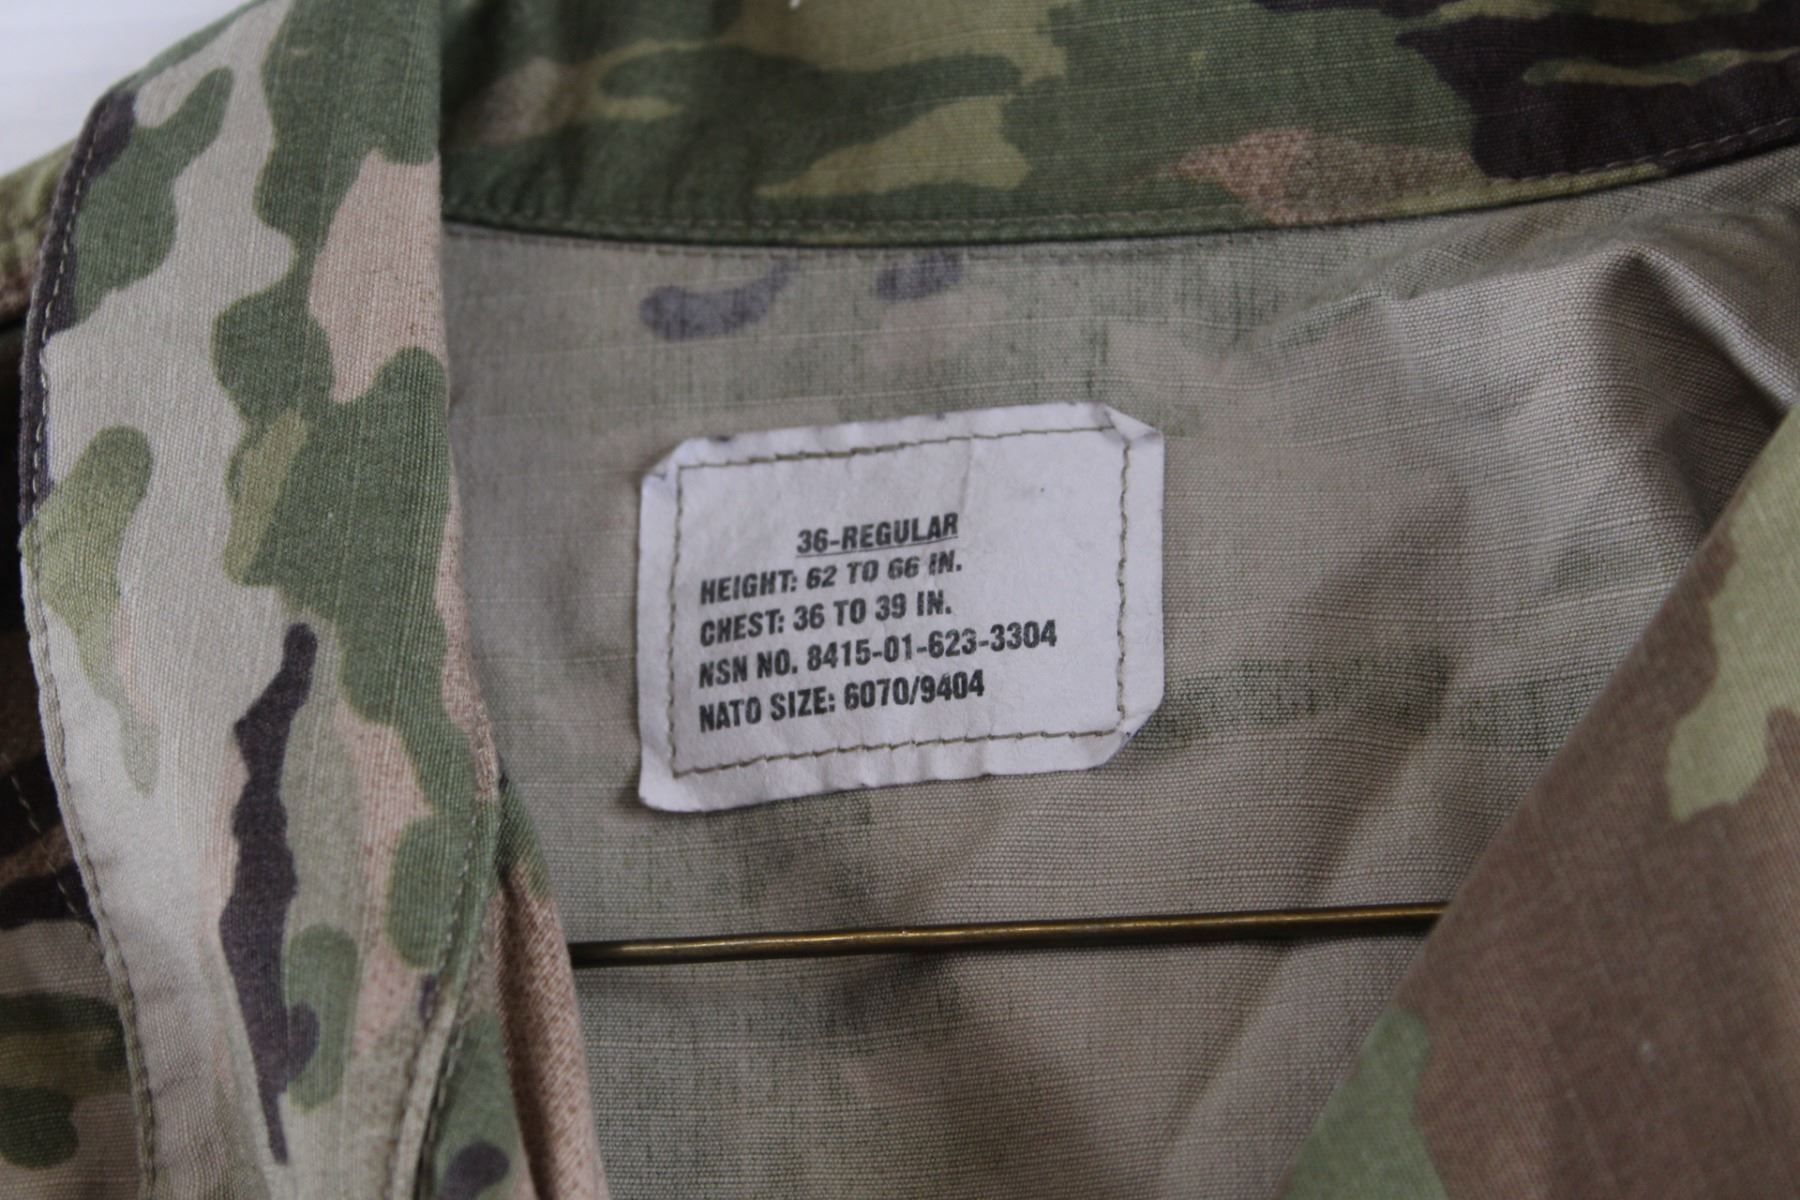 36-REGULAR
HEIGHT: 62 TO 66 IN.
CHEST: 36 TO 39 IN.
NSN NO. 8415-01-623-3304
NATO SIZE: 6070/9404